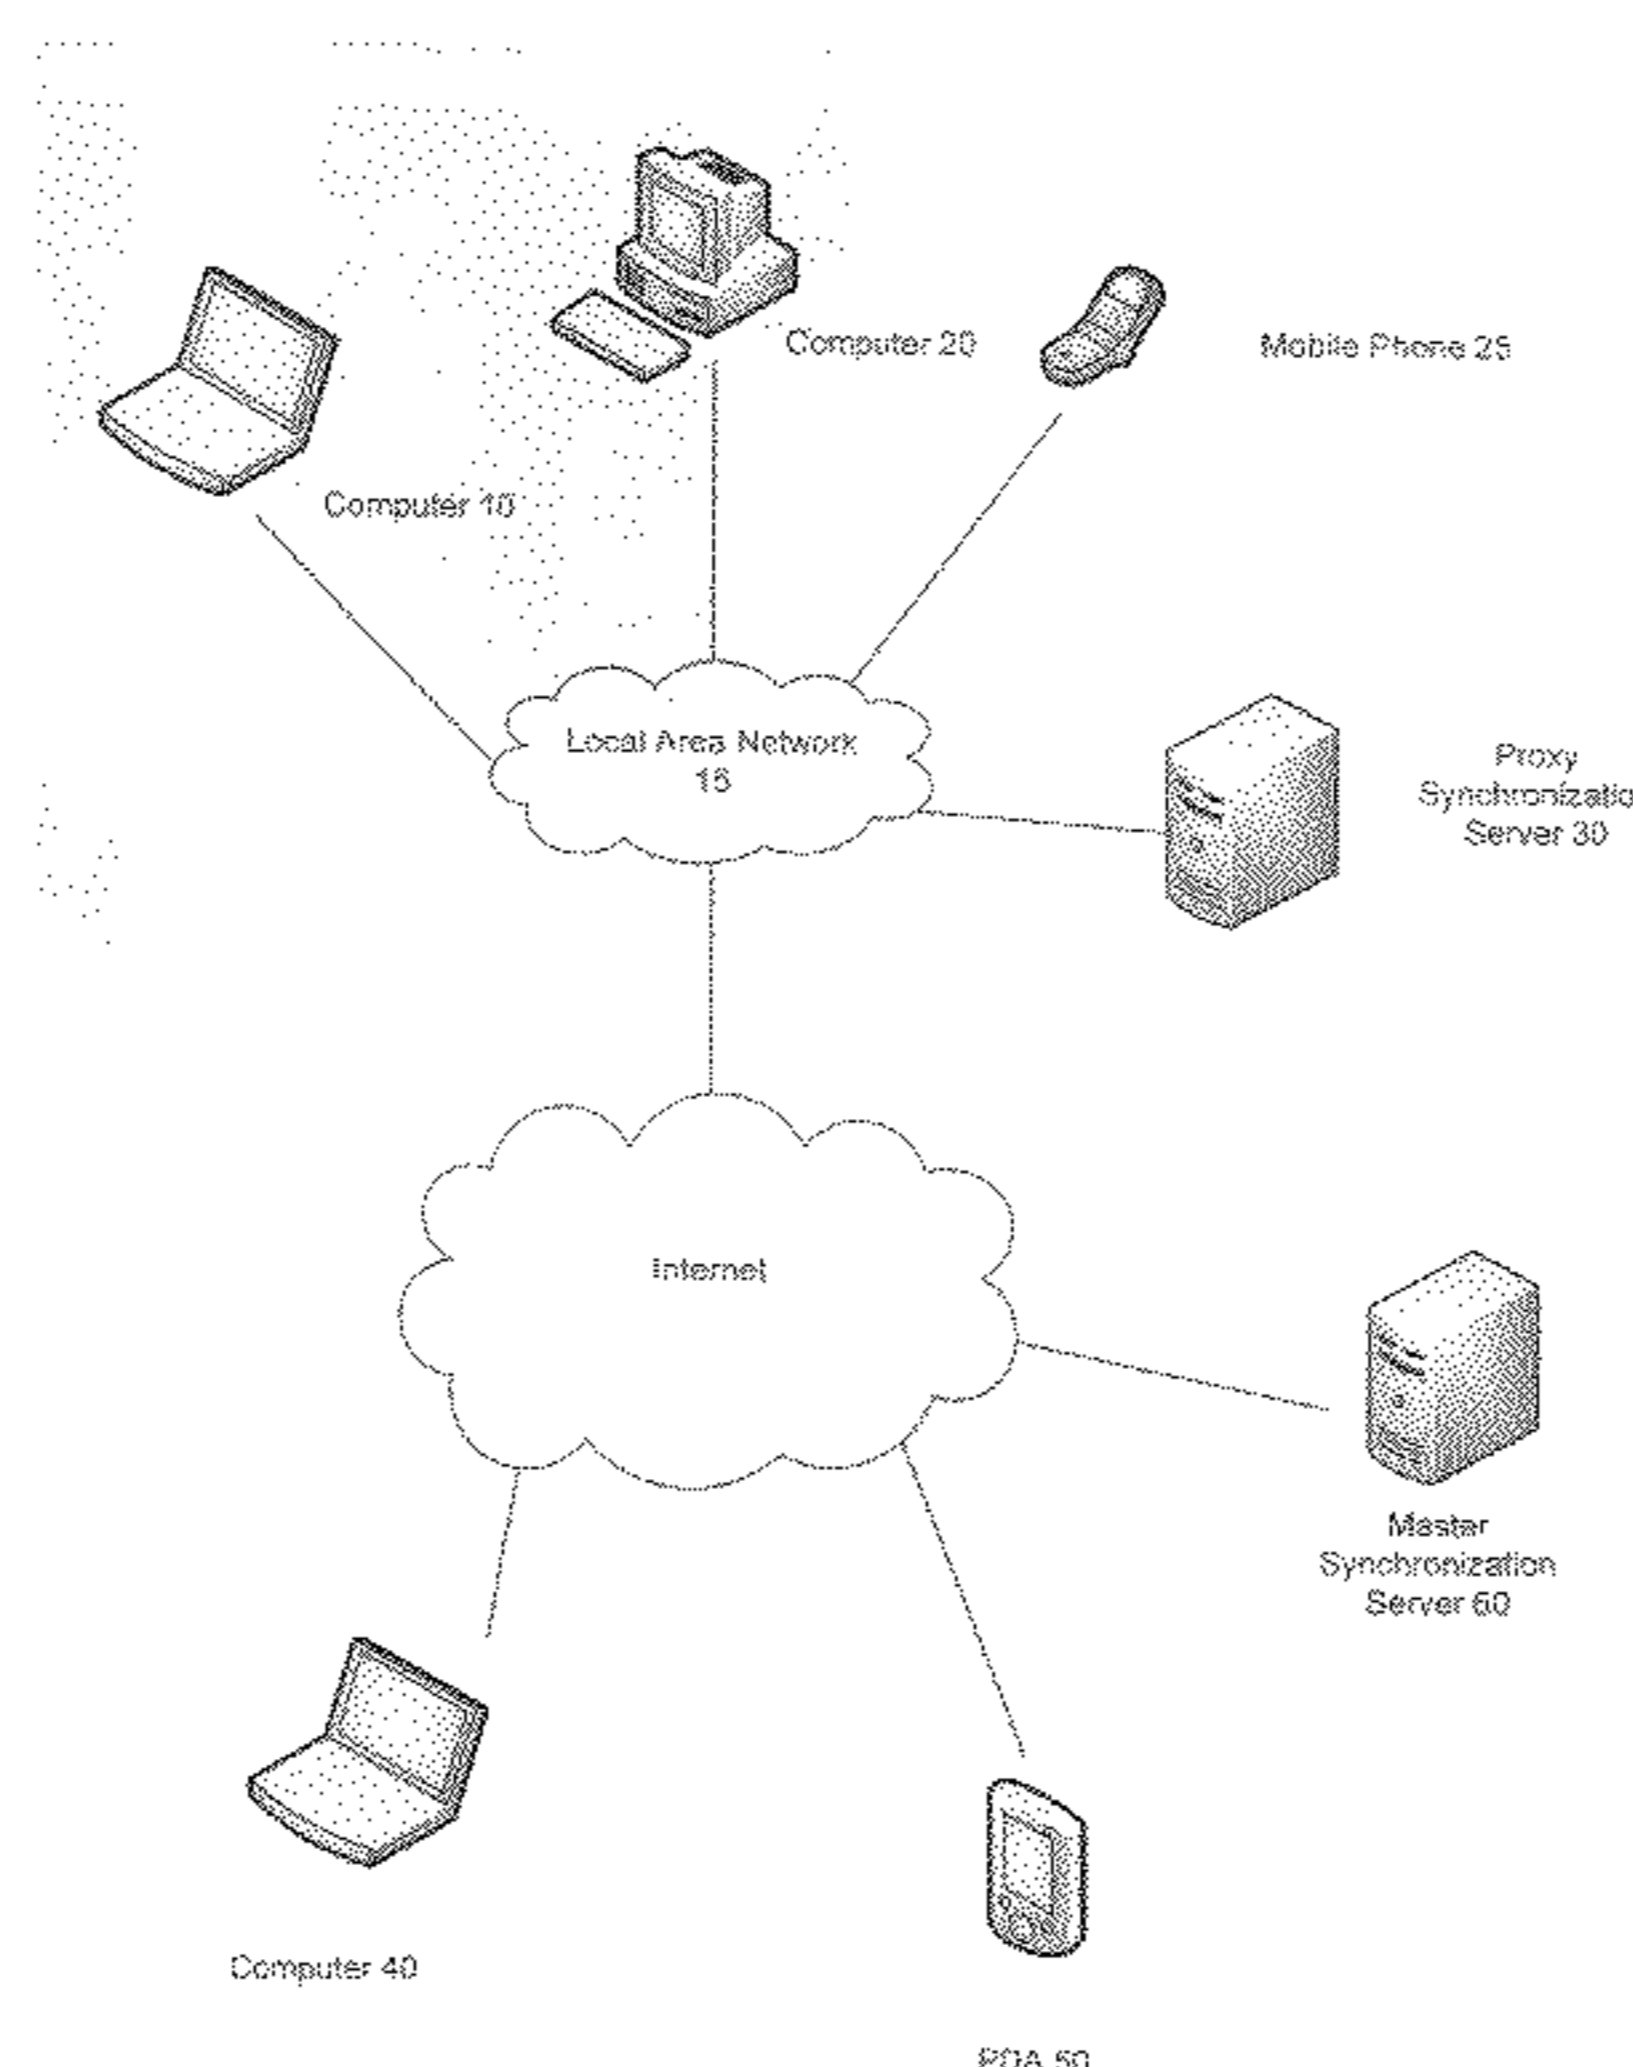 Computer 20
Mobile Phone 25
Computer 10
Local Area Network
15
Proxy
Synchronizatio
Server 30
Internet
Master
Synchronization
Server 60
Computer 40
PDA 50